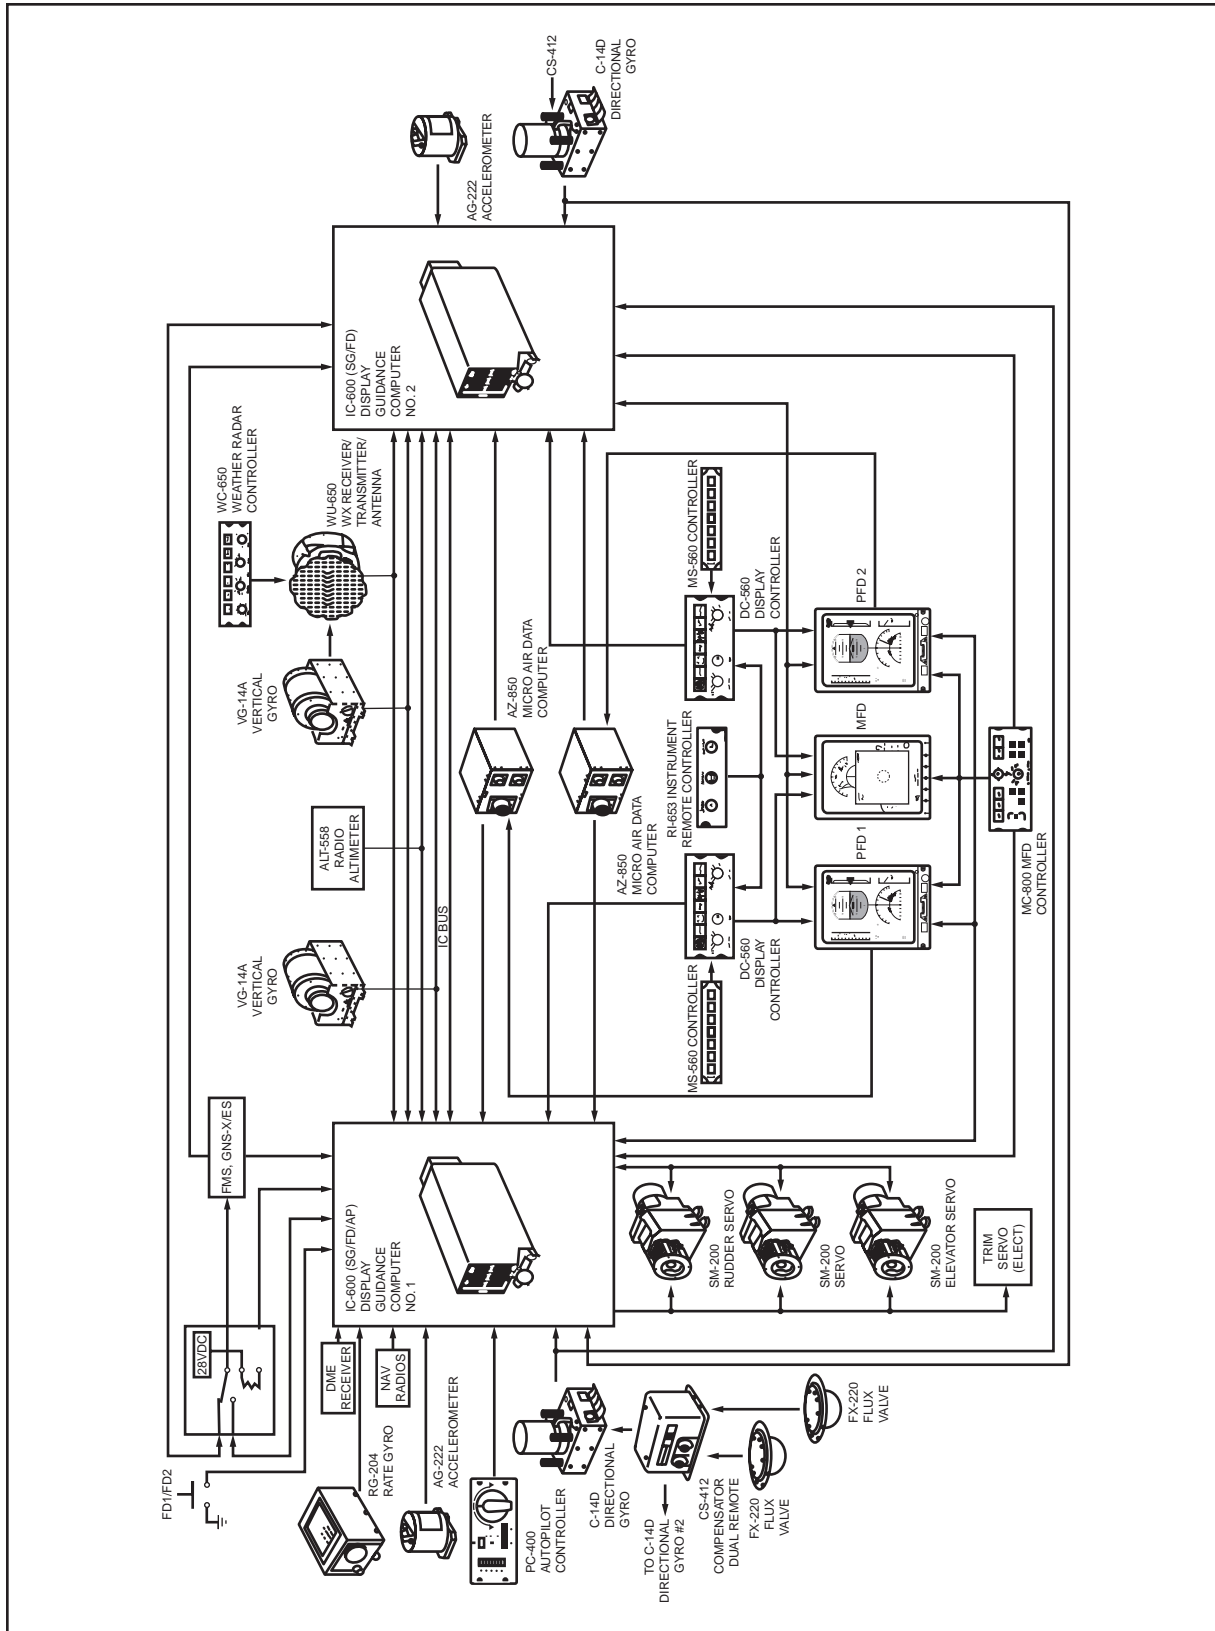 FD1/FD2
28VDC
FMS, GNS-X/ES
RG-204
RATE GYRO
DME
RECEIVER
NAV
RADIOS
AG-222
ACCELEROMETER
PC-400
AUTOPILOT
CONTROLLER
C-14D
DIRECTIONAL
GYRO
TO C-14D
DIRECTIONAL
GYRO #2
CS-412
COMPENSATOR
DUAL REMOTE
FX-220
FLUX
VALVE
FX-220
FLUX
VALVE
IC-600 (SG/FD/AP)
DISPLAY
GUIDANCE
COMPUTER
NO. 1
SM-200
RUDDER SERVO
SM-200
SERVO
SM-200
ELEVATOR SERVO
TRIM
SERVO
(ELECT)
VG-14A
VERTICAL
GYRO
ALT-558
RADIO
ALTIMETER
IC BUS
VG-14A
VERTICAL
GYRO
WC-650
WEATHER RADAR
CONTROLLER
WU-650
WX RECEIVER/
TRANSMITTER/
ANTENNA
AZ-850
MICRO AIR DATA
COMPUTER
AZ-850
MICRO AIR DATA
COMPUTER
MS-560 CONTROLLER
DC-560
DISPLAY
CONTROLLER
RI-653 INSTRUMENT
REMOTE CONTROLLER
MS-560 CONTROLLER
DC-560
DISPLAY
CONTROLLER
PFD 1
MFD
PFD 2
MC-800 MFD
CONTROLLER
IC-600 (SG/FD)
DISPLAY
GUIDANCE
COMPUTER
NO. 2
AG-222
ACCELEROMETER
CS-412
C-14D
DIRECTIONAL
GYRO